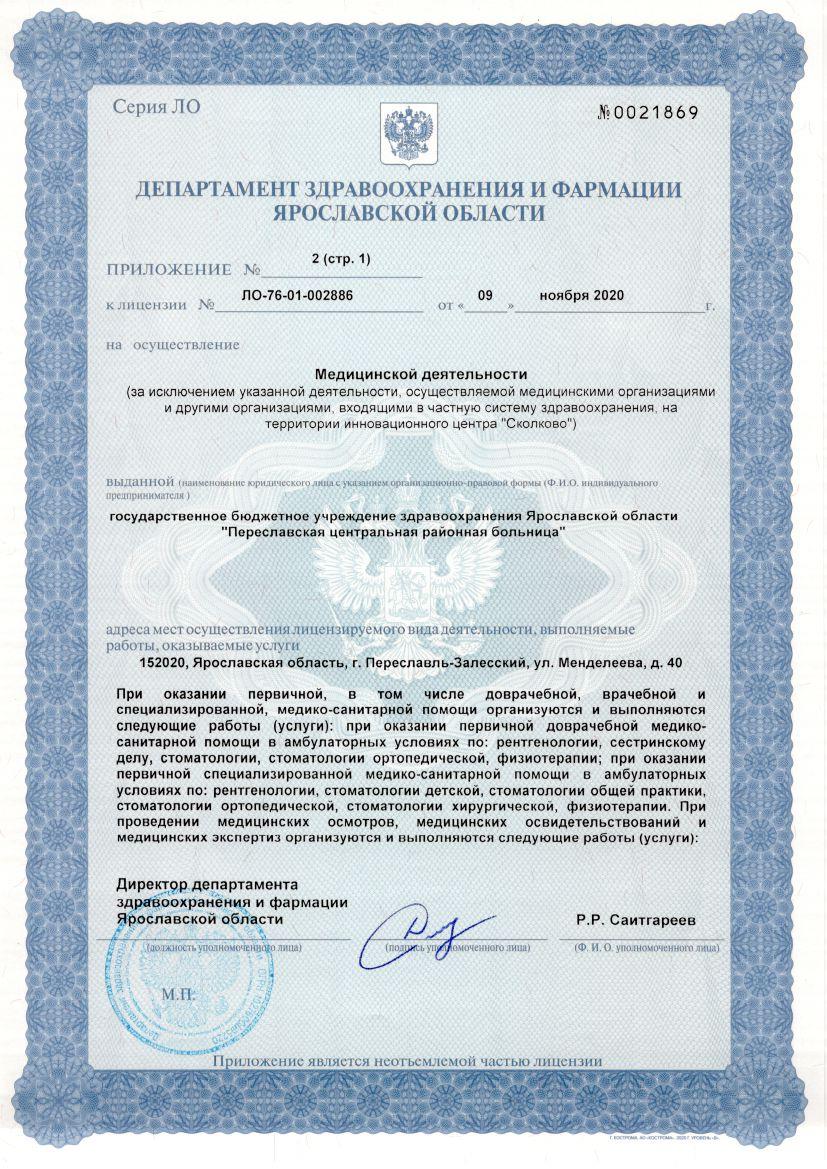 Серия ЛО
№0021869
ДЕПАРТАМЕНТ ЗДРАВООХРАНЕНИЯ И ФАРМАЦИИ
ЯРОСЛАВСКОЙ ОБЛАСТИ
ПРИЛОЖЕНИЕ № 2 (стр. 1)
к лицензии № ЛО-76-01-002886 от « 09 » ноября 2020 г.
на осуществление
Медицинской деятельности
(за исключением указанной деятельности, осуществляемой медицинскими организациями
и другими организациями, входящими в частную систему здравоохранения, на
территории инновационного центра "Сколково")
выданной (наименование юридического лица с указанием организационно-правовой формы (Ф.И.О. индивидуального
предпринимателя )
государственное бюджетное учреждение здравоохранения Ярославской области
"Переславская центральная районная больница"
адреса мест осуществления лицензируемого вида деятельности, выполняемые
работы, оказываемые услуги
152020, Ярославская область, г. Переславль-Залесский, ул. Менделеева, д. 40
При оказании первичной, в том числе доврачебной, врачебной и
специализированной, медико-санитарной помощи организуются и выполняются
следующие работы (услуги): при оказании первичной доврачебной медико-
санитарной помощи в амбулаторных условиях по: рентгенологии, сестринскому
делу, стоматологии, стоматологии ортопедической, физиотерапии; при оказании
первичной специализированной медико-санитарной помощи в амбулаторных
условиях по: рентгенологии, стоматологии детской, стоматологии общей практики,
стоматологии ортопедической, стоматологии хирургической, физиотерапии. При
проведении медицинских осмотров, медицинских освидетельствований и
медицинских экспертиз организуются и выполняются следующие работы (услуги):
Директор департамента
здравоохранения и фармации
Ярославской области
Р.Р. Саитгареев
(должность уполномоченного лица)
(подпись уполномоченного лица)
(Ф. И. О. уполномоченного лица)
М.П.
Приложение является неотъемлемой частью лицензии
Г. КОСТРОМА, АО «КОСТРОМА», 2020 Г. УРОВЕНЬ «В».